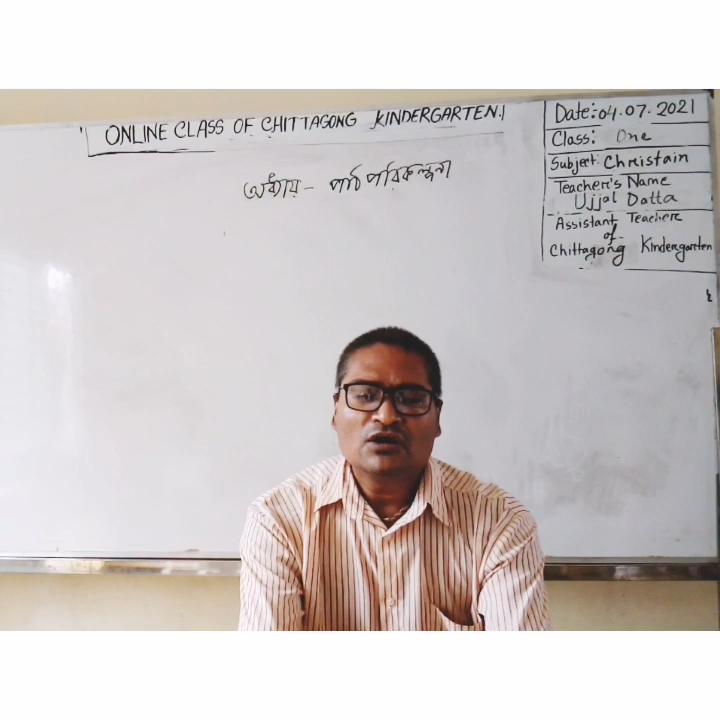 ONLINE CLASS OF CHITTAGONG KINDERGARTEN.
অধ্যায় - পাঠ পরিকল্পনা
Date: 04.07.2021
Class: One
Subject: Christain
Teacher's Name
Ujjal Datta
Assistant Teacher
of
Chittagong Kindergarten